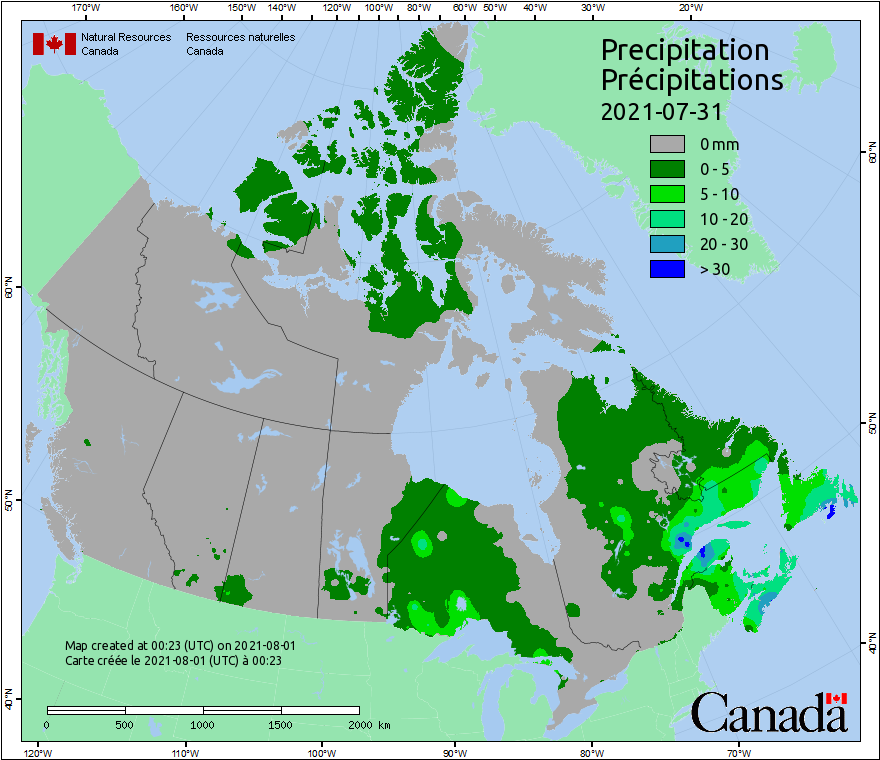 170°W 160°W 150°W 140°W 120°W 100°W 80°W 60°W 50°W 40°W 30°W 20°W
Natural Resources Canada
Ressources naturelles Canada
Precipitation
Précipitations
2021-07-31
0 mm
0 - 5
5 - 10
10 - 20
20 - 30
> 30
60°N
50°N
40°N
60°N
50°N
40°N
Map created at 00:23 (UTC) on 2021-08-01
Carte créée le 2021-08-01 (UTC) à 00:23
0 500 1000 1500 2000 km
Canada
120°W 110°W 100°W 90°W 80°W 70°W